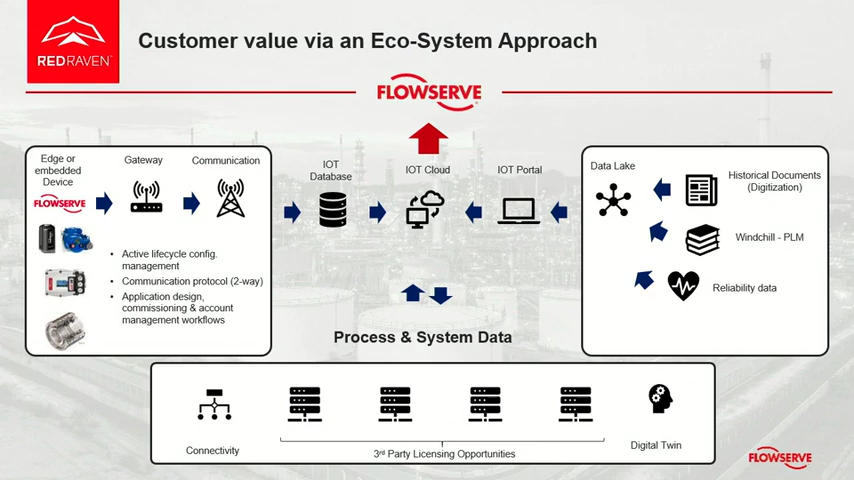 REDRAVEN
Customer value via an Eco-System Approach
FLOWSERVE
Edge or
embedded
Device
FLOWSERVE
Gateway
Communication
• Active lifecycle config.
management
• Communication protocol (2-way)
• Application design,
commissioning & account
management workflows
IOT
Database
IOT Cloud
IOT Portal
Data Lake
Historical Documents
(Digitization)
Windchill - PLM
Reliability data
Process & System Data
Connectivity
3rd Party Licensing Opportunities
Digital Twin
FLOWSERVE